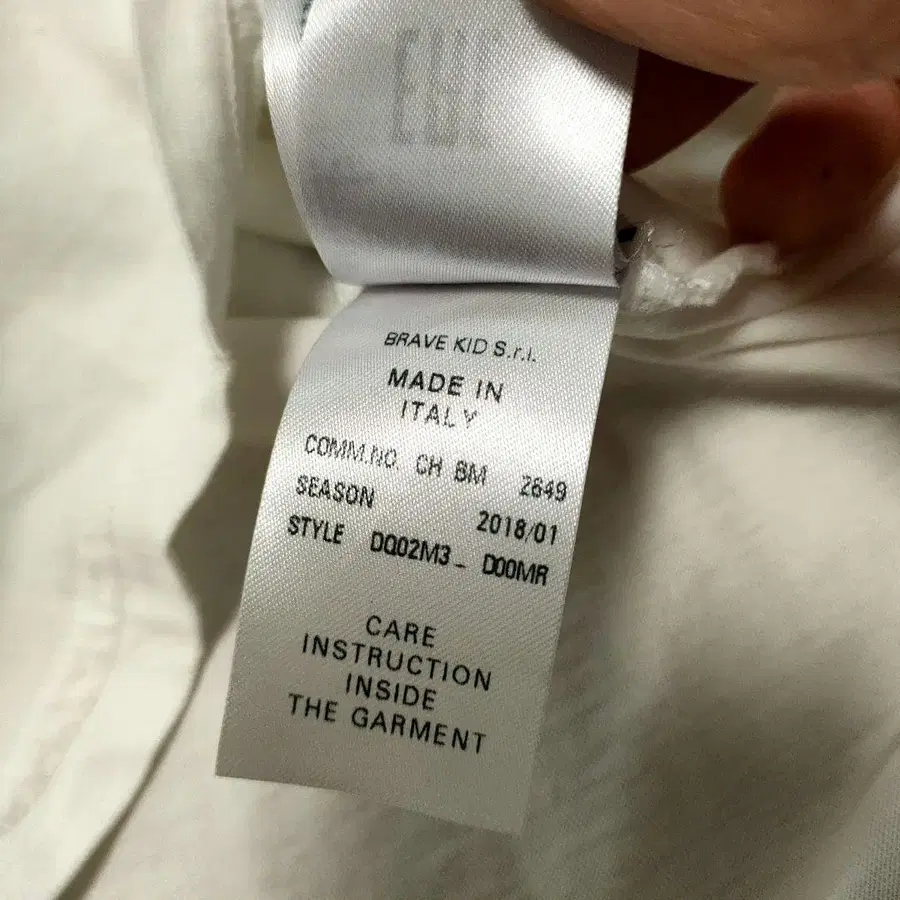 BRAVE KID S.r.l.
MADE IN
ITALY
COMM.NO. CH BM 2649
SEASON 2018/01
STYLE DQ02M3_ D00MR
CARE
INSTRUCTION
INSIDE
THE GARMENT